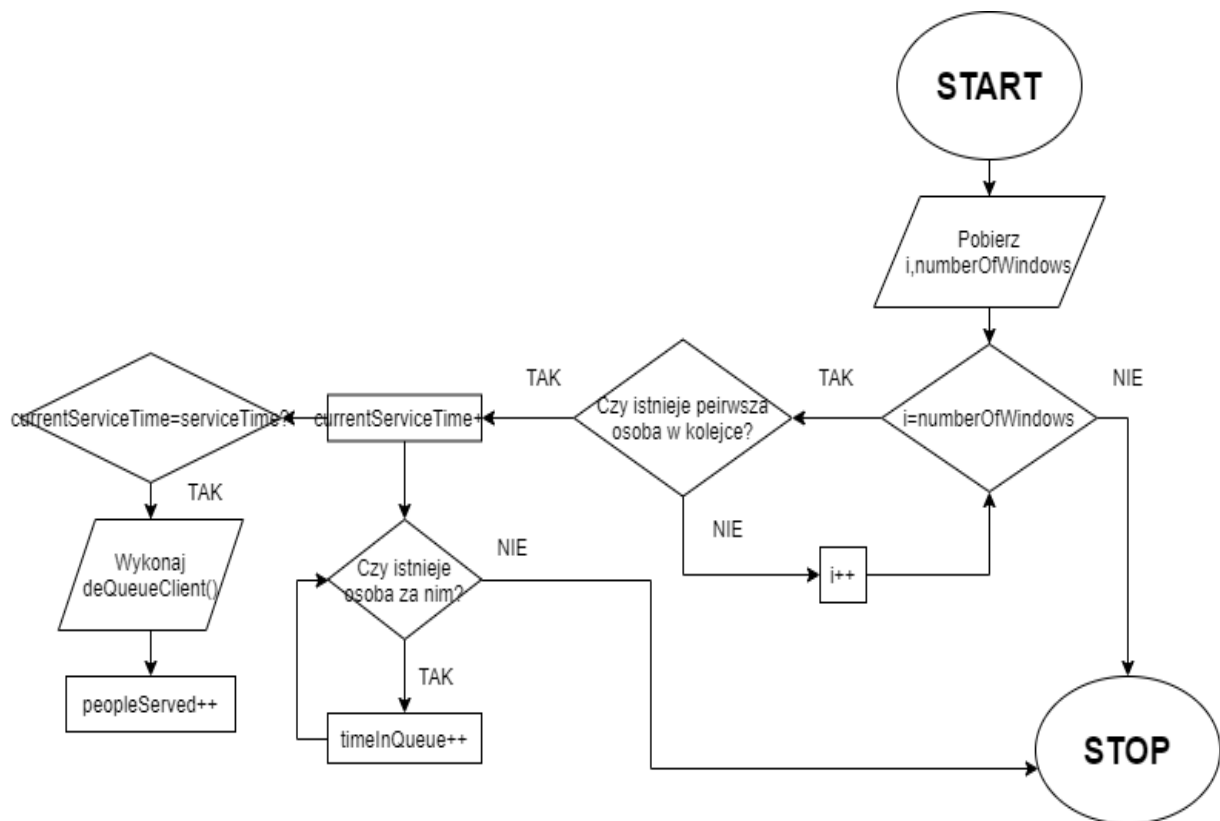 START
Pobierz
i,numberOfWindows
i=numberOfWindows
TAK
NIE
Czy istnieje peirwsza
osoba w kolejce?
TAK
NIE
i++
currentServiceTime+
currentServiceTime=serviceTime?
TAK
Wykonaj
deQueueClient()
peopleServed++
Czy istnieje
osoba za nim?
NIE
TAK
timeInQueue++
STOP